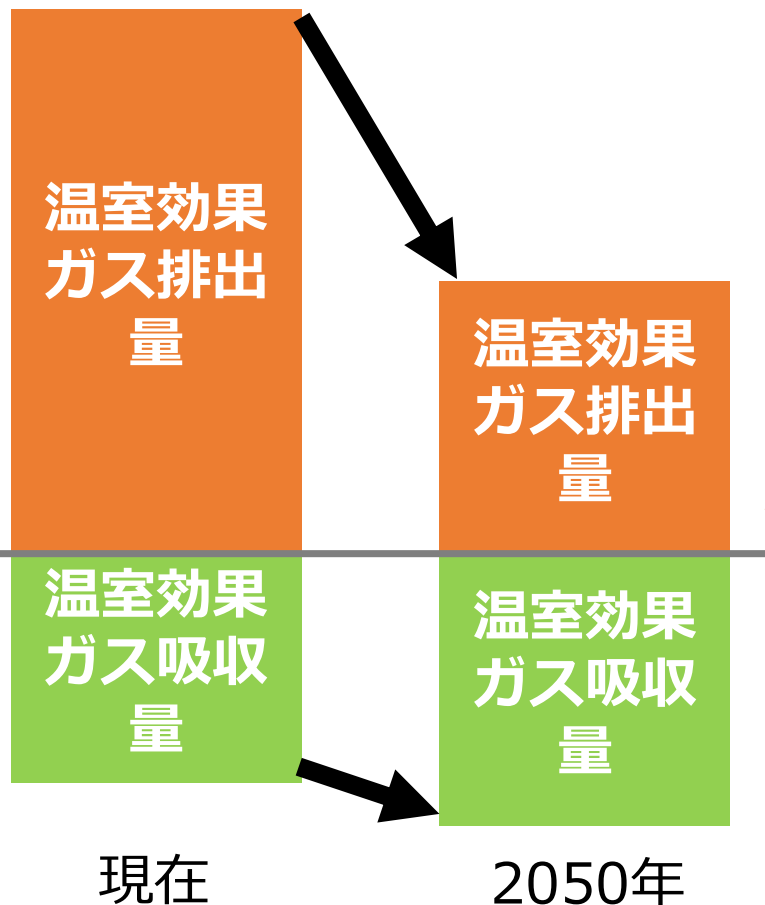 温室効果
ガス排出
量
温室効果
ガス排出
量
温室効果
ガス吸収
量
温室効果
ガス吸収
量
現在
2050年